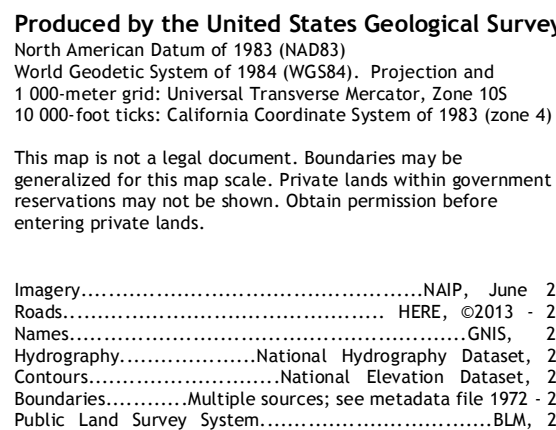 Produced by the United States Geological Survey
North American Datum of 1983 (NAD83)
World Geodetic System of 1984 (WGS84). Projection and
1 000-meter grid: Universal Transverse Mercator, Zone 10S
10 000-foot ticks: California Coordinate System of 1983 (zone 4)
This map is not a legal document. Boundaries may be
generalized for this map scale. Private lands within government
reservations may not be shown. Obtain permission before
entering private lands.
Imagery..........................................NAIP, June 2
Roads............................................... HERE, ©2013 - 2
Names..................................................GNIS, 2
Hydrography....................National Hydrography Dataset, 2
Contours............................National Elevation Dataset, 2
Boundaries............Multiple sources; see metadata file 1972 - 2
Public Land Survey System..................................BLM, 2